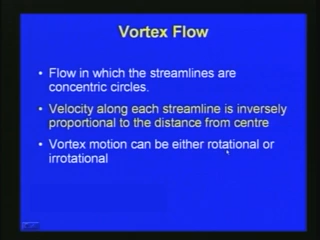 Vortex Flow
• Flow in which the streamlines are
concentric circles.
• Velocity along each streamline is inversely
proportional to the distance from centre
• Vortex motion can be either rotational or
irrotational